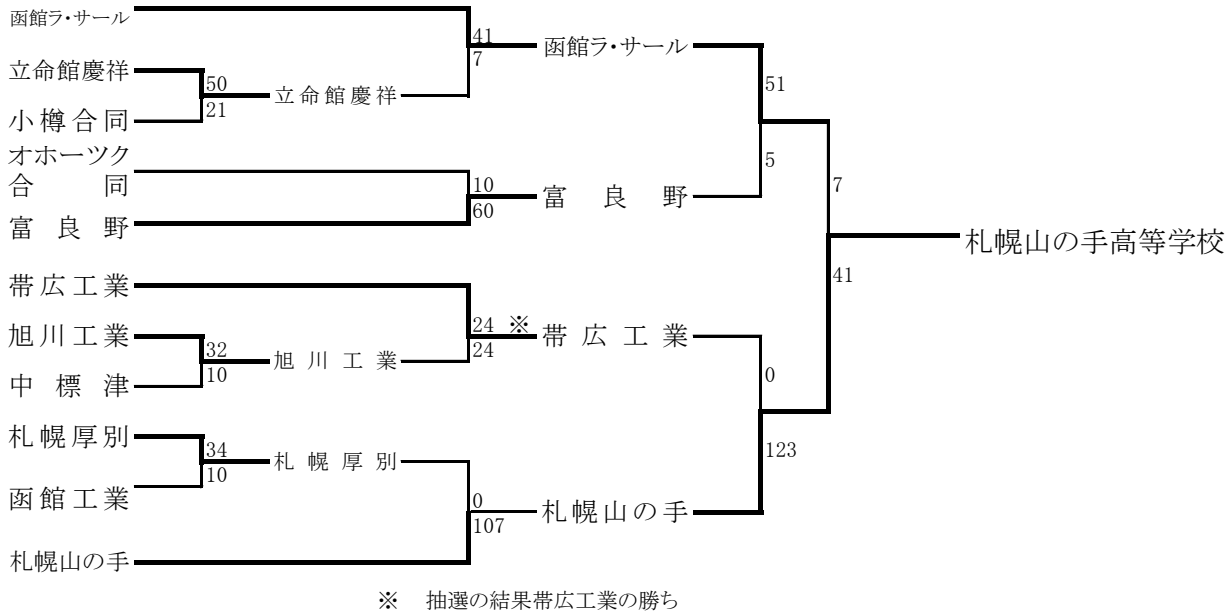 函館ラ・サール
41
7
函館ラ・サール
立命館慶祥
50
21
立命館慶祥
小樽合同
51
5
オホーツク
合同
10
60
富良野
富良野
7
41
札幌山の手高等学校
帯広工業
24 ※
24
帯広工業
旭川工業
32
10
旭川工業
中標津
0
123
札幌厚別
34
10
札幌厚別
函館工業
0
107
札幌山の手
札幌山の手
※ 抽選の結果帯広工業の勝ち